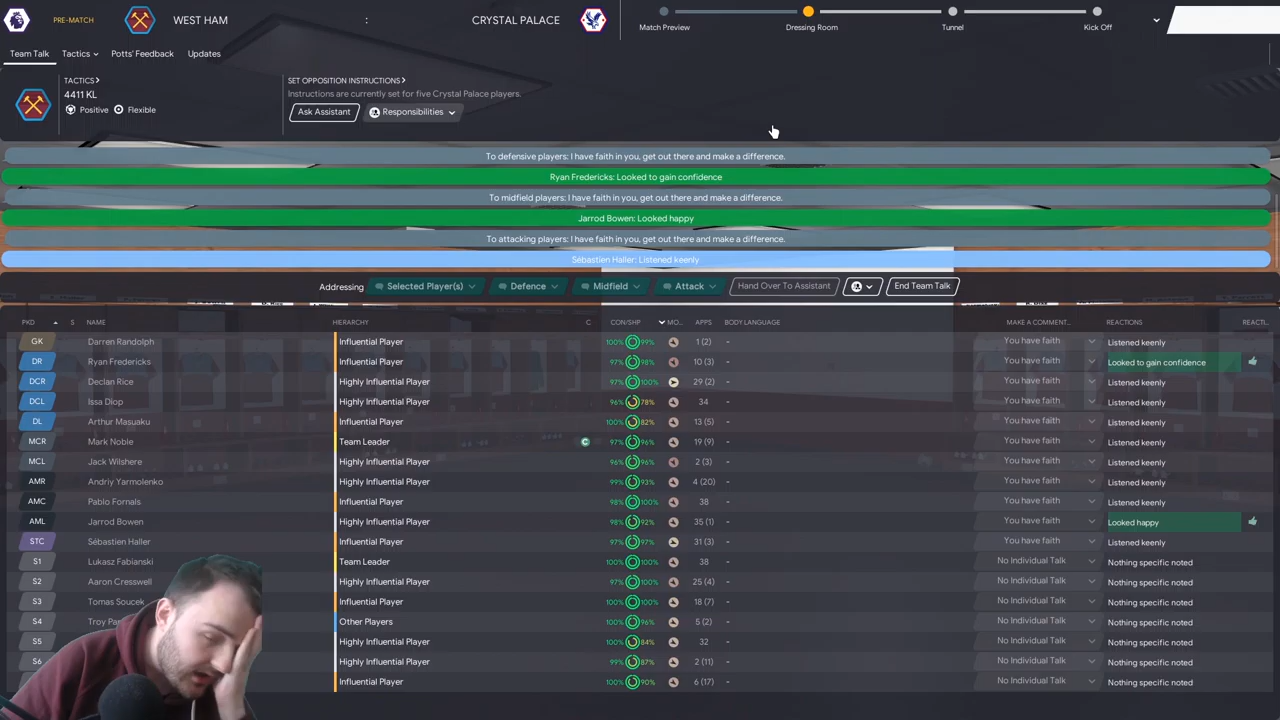 PRE-MATCH
WEST HAM
:
CRYSTAL PALACE
Match Preview
Dressing Room
Tunnel
Kick Off
Team Talk
Tactics
Potts' Feedback
Updates
TACTICS
4411 KL
Positive
Flexible
SET OPPOSITION INSTRUCTIONS
Instructions are currently set for five Crystal Palace players.
Ask Assistant
Responsibilities
To defensive players: I have faith in you, get out there and make a difference.
Ryan Fredericks: Looked to gain confidence
To midfield players: I have faith in you, get out there and make a difference.
Jarrod Bowen: Looked happy
To attacking players: I have faith in you, get out there and make a difference.
Sébastien Haller: Listened keenly
Addressing Selected Player(s) Defence Midfield Attack Hand Over To Assistant End Team Talk
PKD S NAME HIERARCHY C CON/SHP MO... APPS BODY LANGUAGE MAKE A COMMENT... REACTIONS REACTI...
GK Darren Randolph Influential Player 100% 99% 1 (2) - You have faith Listened keenly
DR Ryan Fredericks Influential Player 97% 98% 10 (3) - You have faith Looked to gain confidence
DCR Declan Rice Highly Influential Player 97% 100% 29 (2) - You have faith Listened keenly
DCL Issa Diop Highly Influential Player 96% 78% 34 - You have faith Listened keenly
DL Arthur Masuaku Influential Player 100% 82% 13 (5) - You have faith Listened keenly
MCR Mark Noble Team Leader C 97% 96% 19 (9) - You have faith Listened keenly
MCL Jack Wilshere Highly Influential Player 96% 96% 2 (3) - You have faith Listened keenly
AMR Andriy Yarmolenko Highly Influential Player 99% 93% 4 (20) - You have faith Listened keenly
AMC Pablo Fornals Influential Player 98% 100% 38 - You have faith Listened keenly
AML Jarrod Bowen Highly Influential Player 98% 92% 35 (1) - You have faith Looked happy
STC Sébastien Haller Influential Player 97% 97% 31 (3) - You have faith Listened keenly
S1 Lukasz Fabianski Team Leader 100% 100% 38 - No Individual Talk Nothing specific noted
S2 Aaron Cresswell Highly Influential Player 97% 100% 25 (4) - No Individual Talk Nothing specific noted
S3 Tomas Soucek Influential Player 100% 100% 18 (7) - No Individual Talk Nothing specific noted
S4 Troy Other Players 100% 96% 5 (2) - No Individual Talk Nothing specific noted
S5 Highly Influential Player 100% 84% 32 - No Individual Talk Nothing specific noted
S6 Highly Influential Player 99% 87% 2 (11) - No Individual Talk Nothing specific noted
Influential Player 100% 90% 6 (17) - No Individual Talk Nothing specific noted